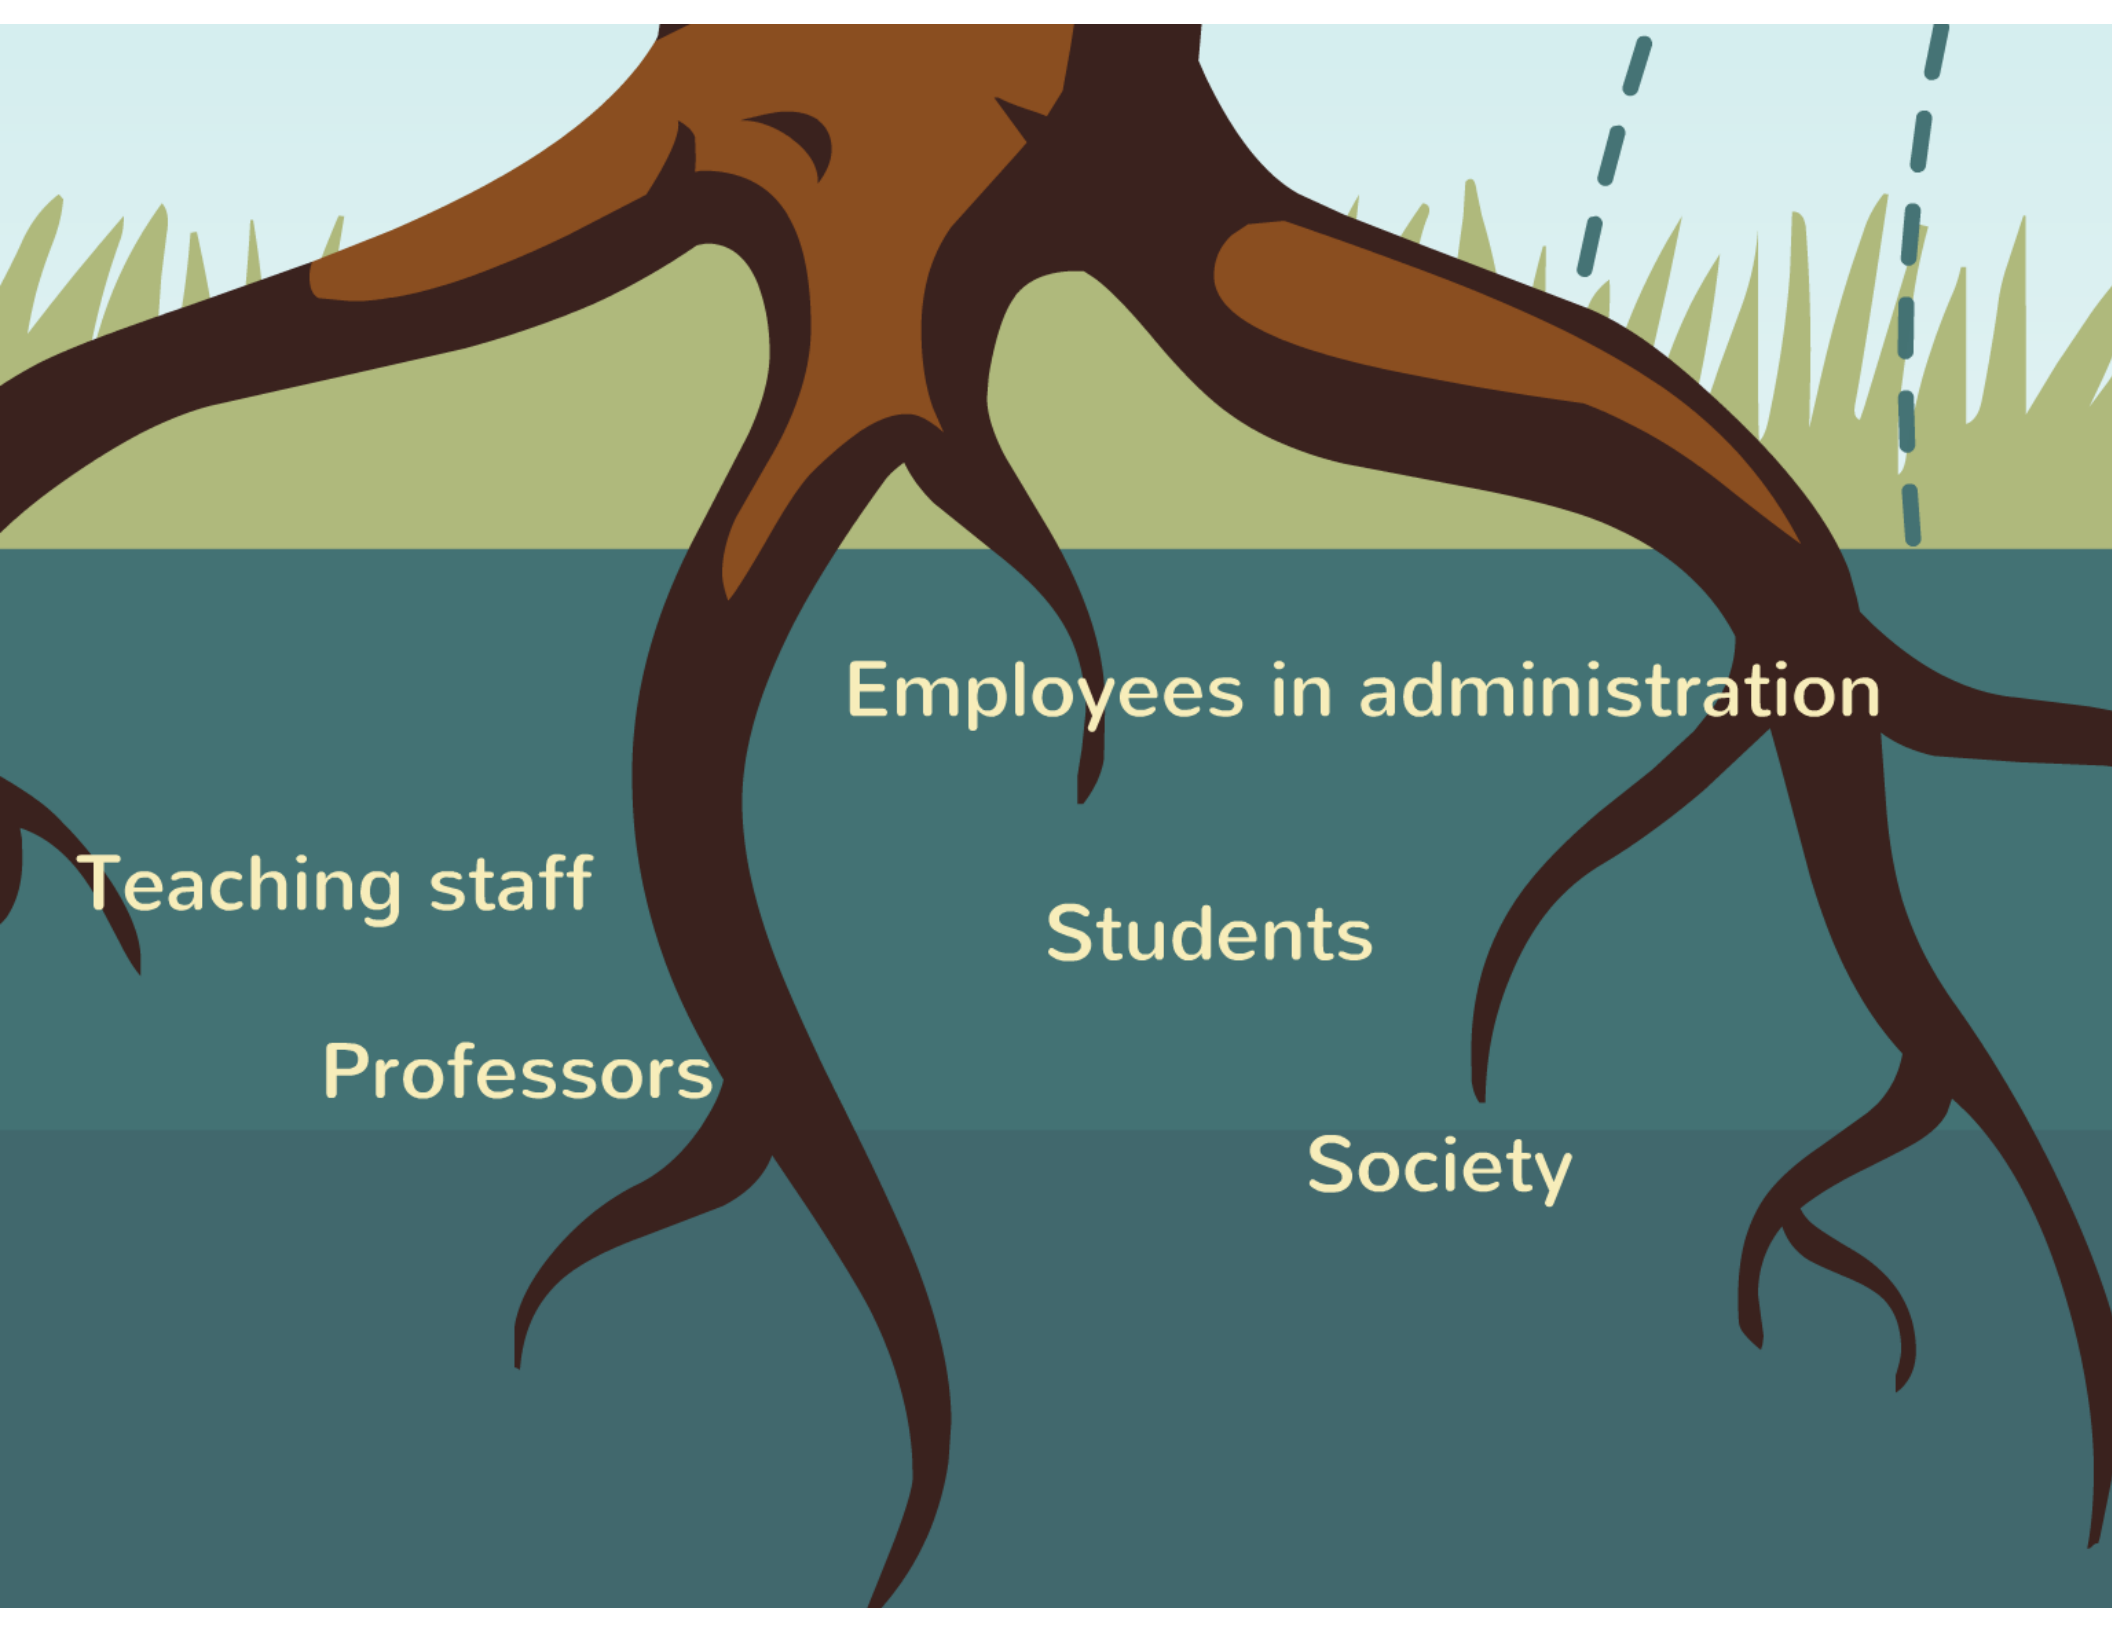 Employees in administration
Teaching staff
Students
Professors
Society